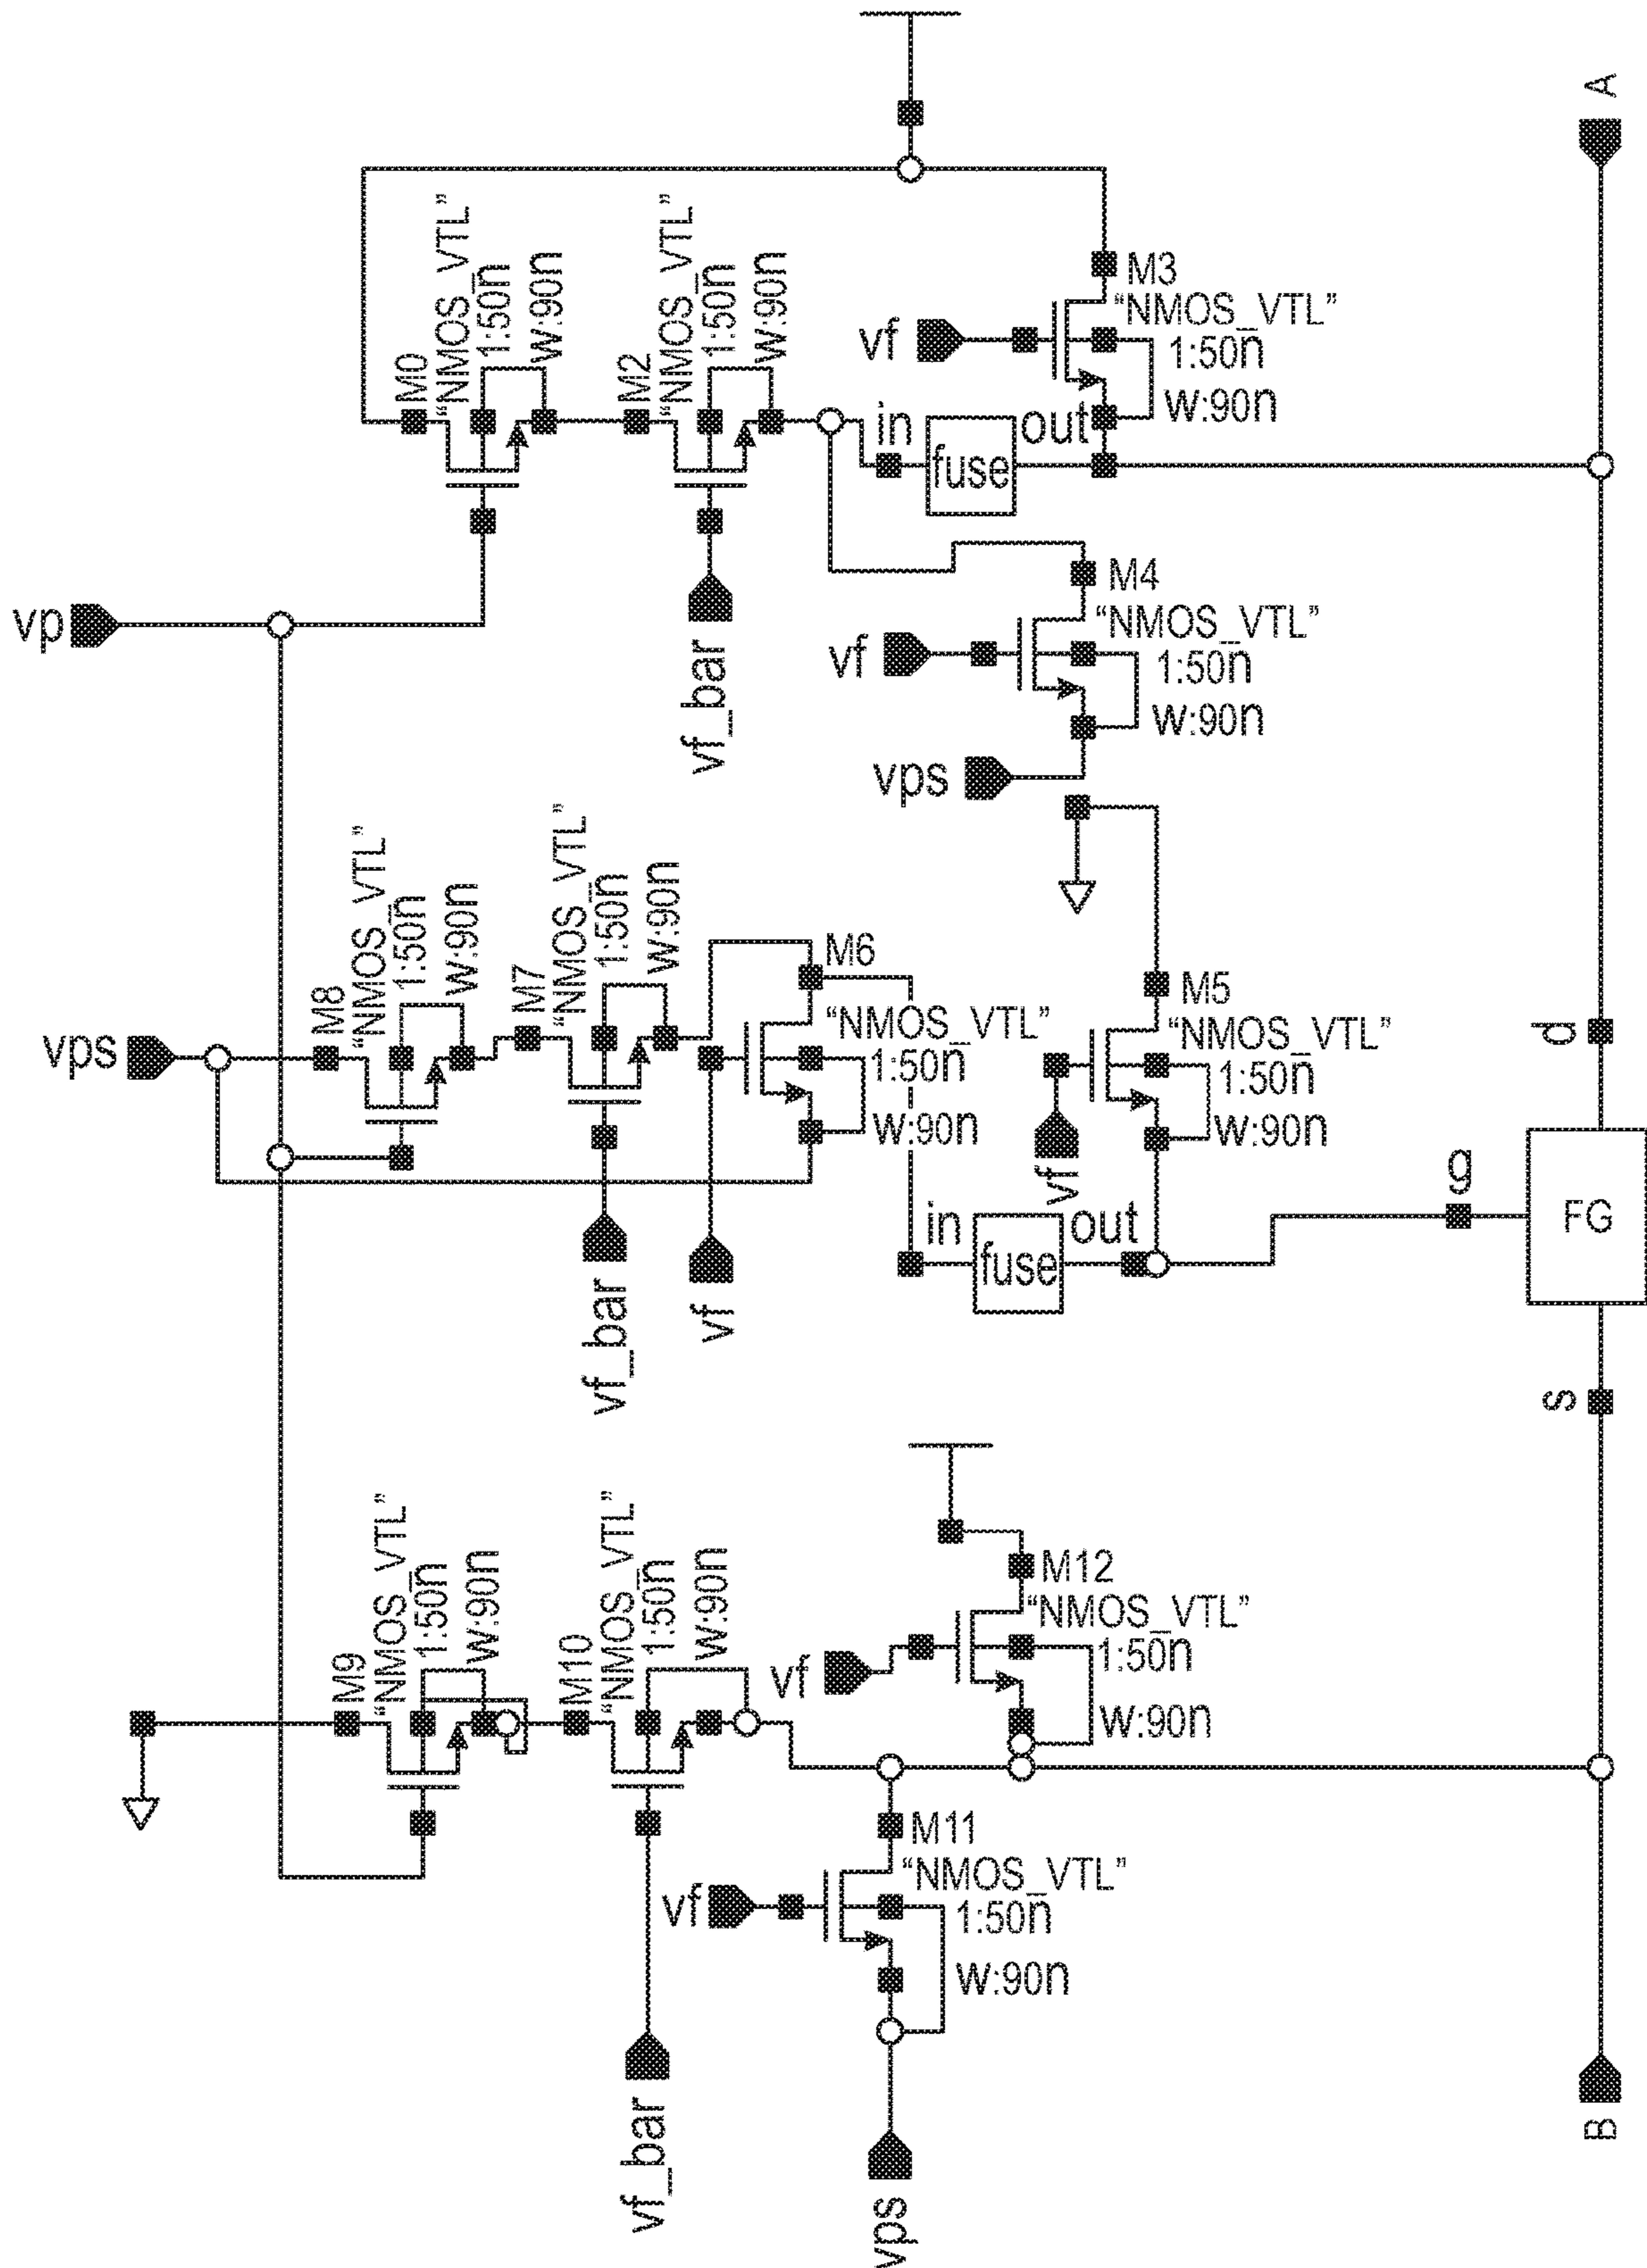 A
M0
“NMOS_VTL”
1:50n
w:90n
M2
“NMOS_VTL”
1:50n
w:90n
M3
“NMOS_VTL”
1:50n
w:90n
vf
in
fuse
out
vp
vf_bar
M4
“NMOS_VTL”
1:50n
w:90n
vf
vps
M8
“NMOS_VTL”
1:50n
w:90n
M7
“NMOS_VTL”
1:50n
w:90n
vps
M6
“NMOS_VTL”
1:50n
w:90n
M5
“NMOS_VTL”
1:50n
w:90n
vf
vf_bar
vf
in
fuse
out
g
d
FG
s
M9
“NMOS_VTL”
1:50n
w:90n
M10
“NMOS_VTL”
1:50n
w:90n
vf
M12
“NMOS_VTL”
1:50n
w:90n
vf
M11
“NMOS_VTL”
1:50n
w:90n
vf_bar
vps
B